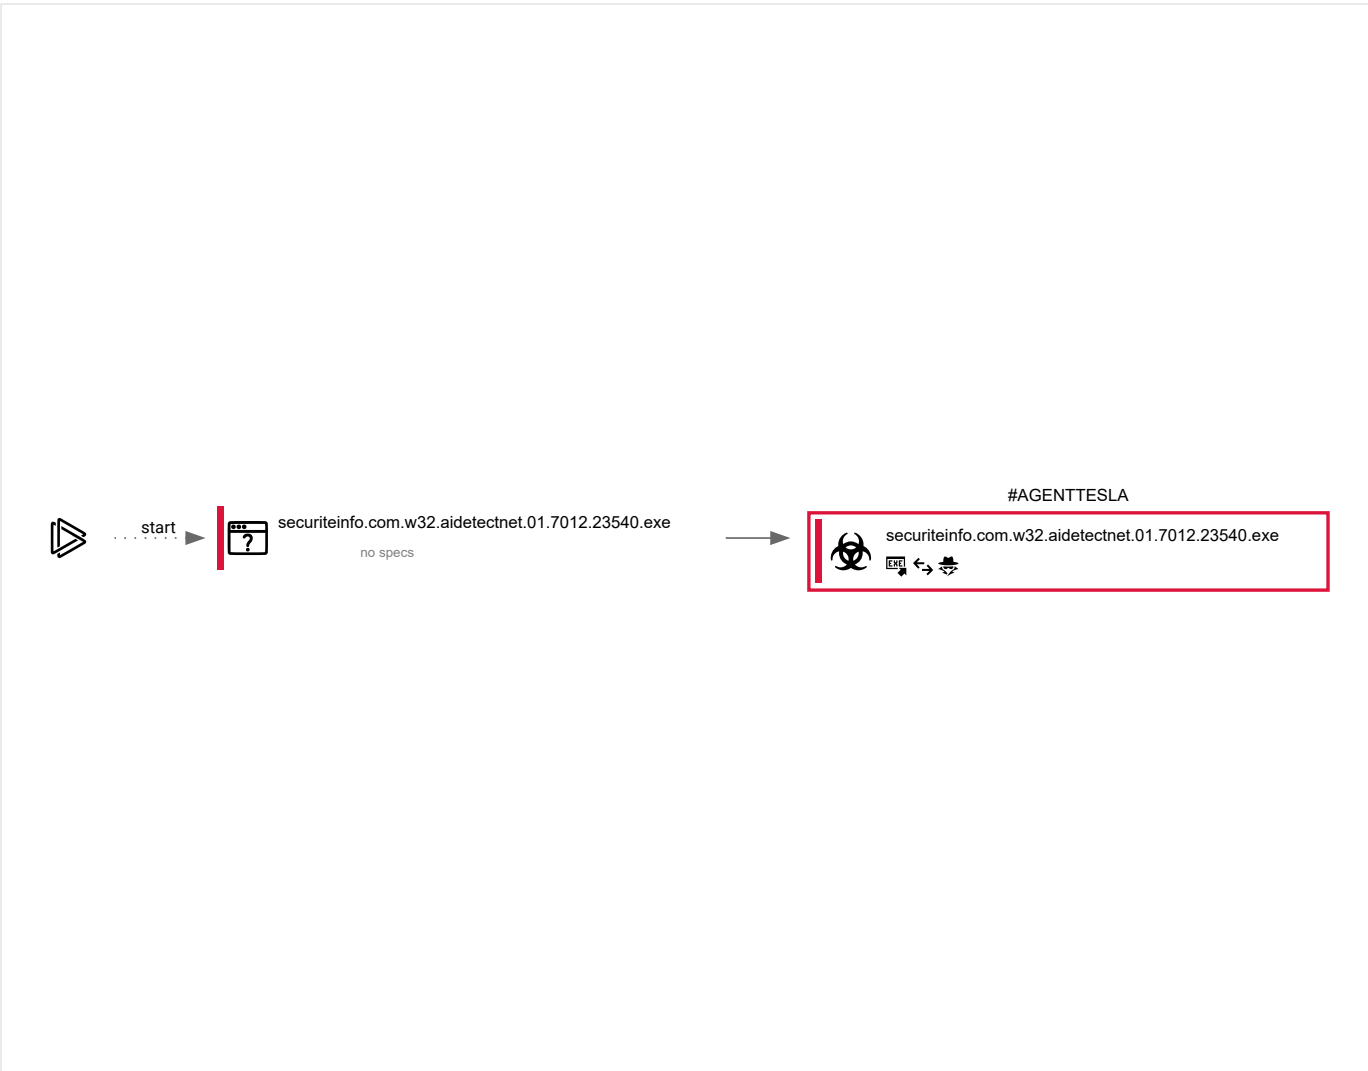 start
securiteinfo.com.w32.aidetectnet.01.7012.23540.exe
no specs
#AGENTTESLA
securiteinfo.com.w32.aidetectnet.01.7012.23540.exe
EXE